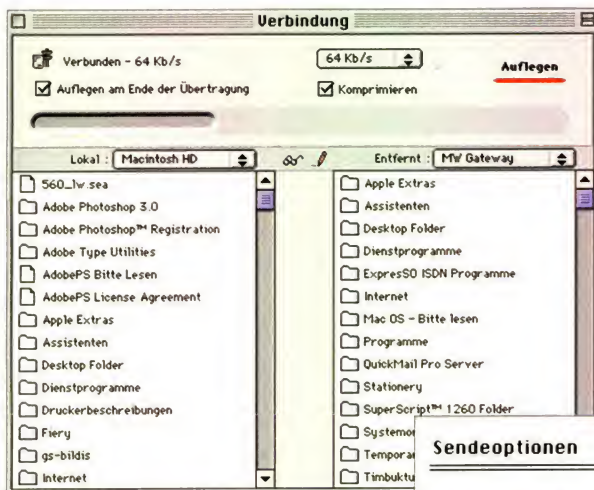 Verbindung
Verbunden – 64 Kb/s
64 Kb/s
Auflegen
Auflegen am Ende der Übertragung
Komprimieren
Lokal : Macintosh HD
Entfernt : MW Gateway
560_lw.sea
Adobe Photoshop 3.0
Adobe Photoshop™ Registration
Adobe Type Utilities
AdobePS Bitte Lesen
AdobePS License Agreement
Apple Extras
Assistenten
Desktop Folder
Dienstprogramme
Druckerbeschreibungen
Fiery
gs-bildis
Internet
Apple Extras
Assistenten
Desktop Folder
Dienstprogramme
ExpresSO ISDN Programme
Internet
Mac OS – Bitte lesen
Programme
QuickMail Pro Server
Stationery
SuperScript™ 1260 Folder
Systemor
Temporar
Timbuktu
Sendeoptionen